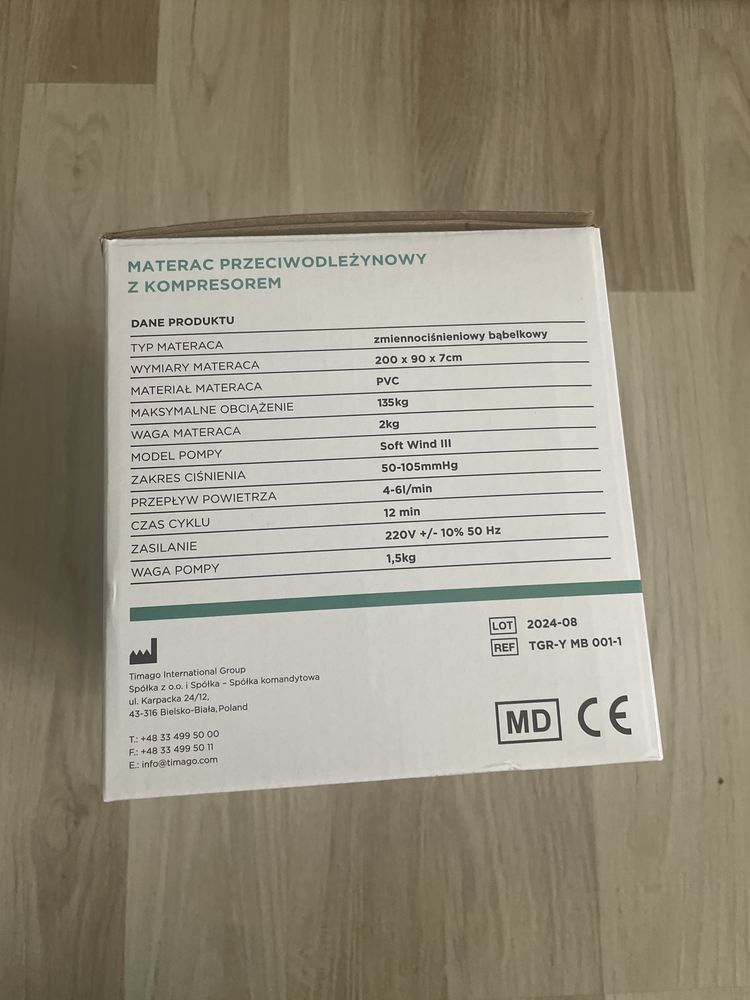 MATERAC PRZECIWODLEŻYNOWY
Z KOMPRESOREM
DANE PRODUKTU
TYP MATERACA zmiennociśnieniowy bąbelkowy
WYMIARY MATERACA 200 x 90 x 7cm
MATERIAŁ MATERACA PVC
MAKSYMALNE OBCIĄŻENIE 135kg
WAGA MATERACA 2kg
MODEL POMPY Soft Wind III
ZAKRES CIŚNIENIA 50-105mmHg
PRZEPŁYW POWIETRZA 4-6l/min
CZAS CYKLU 12 min
ZASILANIE 220V +/- 10% 50 Hz
WAGA POMPY 1,5kg
LOT 2024-08
REF TGR-Y MB 001-1
Timago International Group
Spółka z o.o. i Spółka – Spółka komandytowa
ul. Karpacka 24/12,
43-316 Bielsko-Biała, Poland
T.: +48 33 499 50 00
F.: +48 33 499 50 11
E.: info@timago.com
MD CE